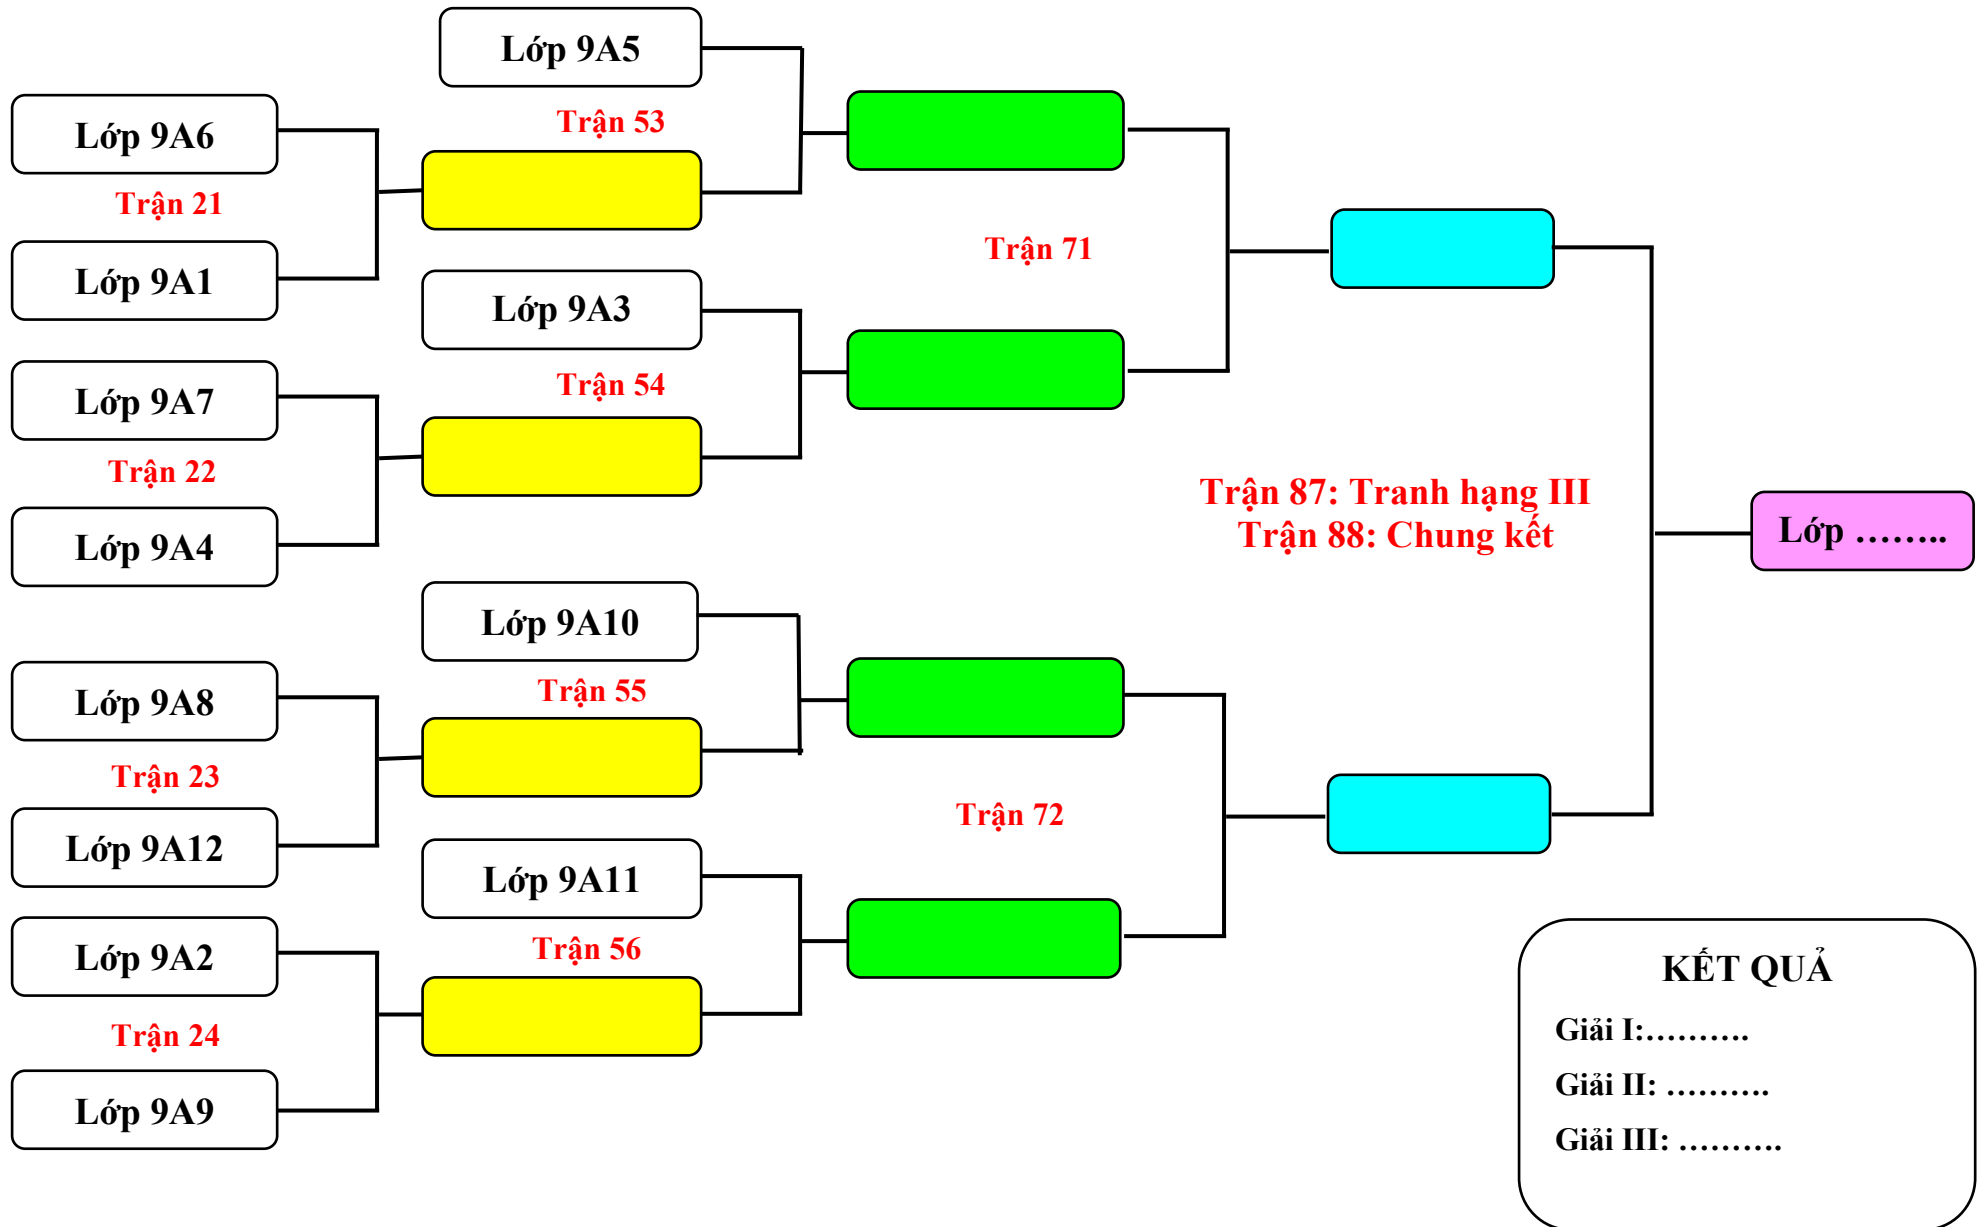 Lớp 9A5
Trận 53
Lớp 9A6
Trận 21
Lớp 9A1
Trận 71
Lớp 9A3
Trận 54
Lớp 9A7
Trận 22
Lớp 9A4
Trận 87: Tranh hạng III
Trận 88: Chung kết
Lớp ……..
Lớp 9A10
Trận 55
Lớp 9A8
Trận 23
Lớp 9A12
Trận 72
Lớp 9A11
Trận 56
Lớp 9A2
Trận 24
Lớp 9A9
KẾT QUẢ
Giải I:……….
Giải II: ……….
Giải III: ……….